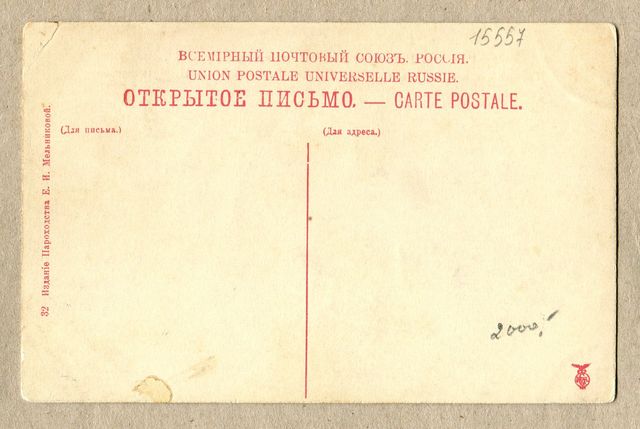 15557
ВСЕМІРНЫЙ ПОЧТОВЫЙ СОЮЗЪ. РОССІЯ.
UNION POSTALE UNIVERSELLE RUSSIE.
ОТКРЫТОЕ ПИСЬМО. — CARTE POSTALE.
(Для письма.)
(Для адреса.)
32 Изданіе Пароходства Е. И. Мельниковой.
2000,